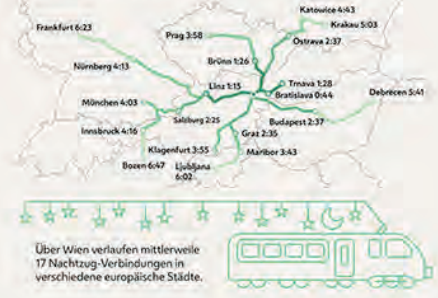 Katowice 4:43
Frankfurt 6:23
Krakau 5:03
Prag 3:58
Ostrava 2:37
Brünn 1:26
Nürnberg 4:13
Linz 1:15
Trnava 1:28
Bratislava 0:44
Debrecen 5:41
München 4:03
Salzburg 2:25
Budapest 2:37
Innsbruck 4:16
Graz 2:35
Klagenfurt 3:55
Maribor 3:43
Bozen 6:47
Ljubljana
6:02
Über Wien verlaufen mittlerweile
17 Nachtzug-Verbindungen in
verschiedene europäische Städte.